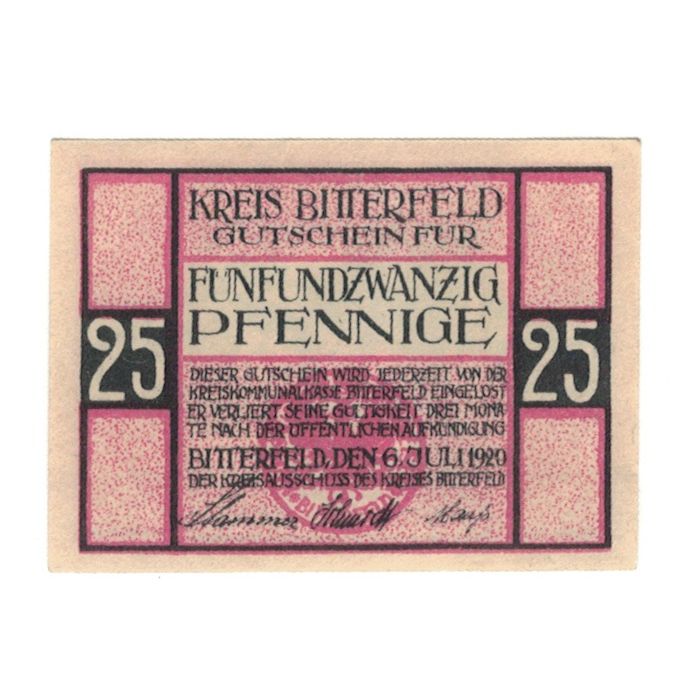 KREIS BITTERFELD
GUTSCHEIN FÜR
FÜNFUNDZWANZIG
PFENNIGE
25
25
DIESER GUTSCHEIN WIRD JEDERZEIT VON DER
KREISKOMMUNALKASSE BITTERFELD EINGELÖST
ER VERLIERT SEINE GÜLTIGKEIT DREI MONA
TE NACH DER ÖFFENTLICHEN AUFKÜNDIGUNG
BITTERFELD, DEN 6. JULI 1920
DER KREISAUSSCHUSS DES KREISES BITTERFELD
Schmidt